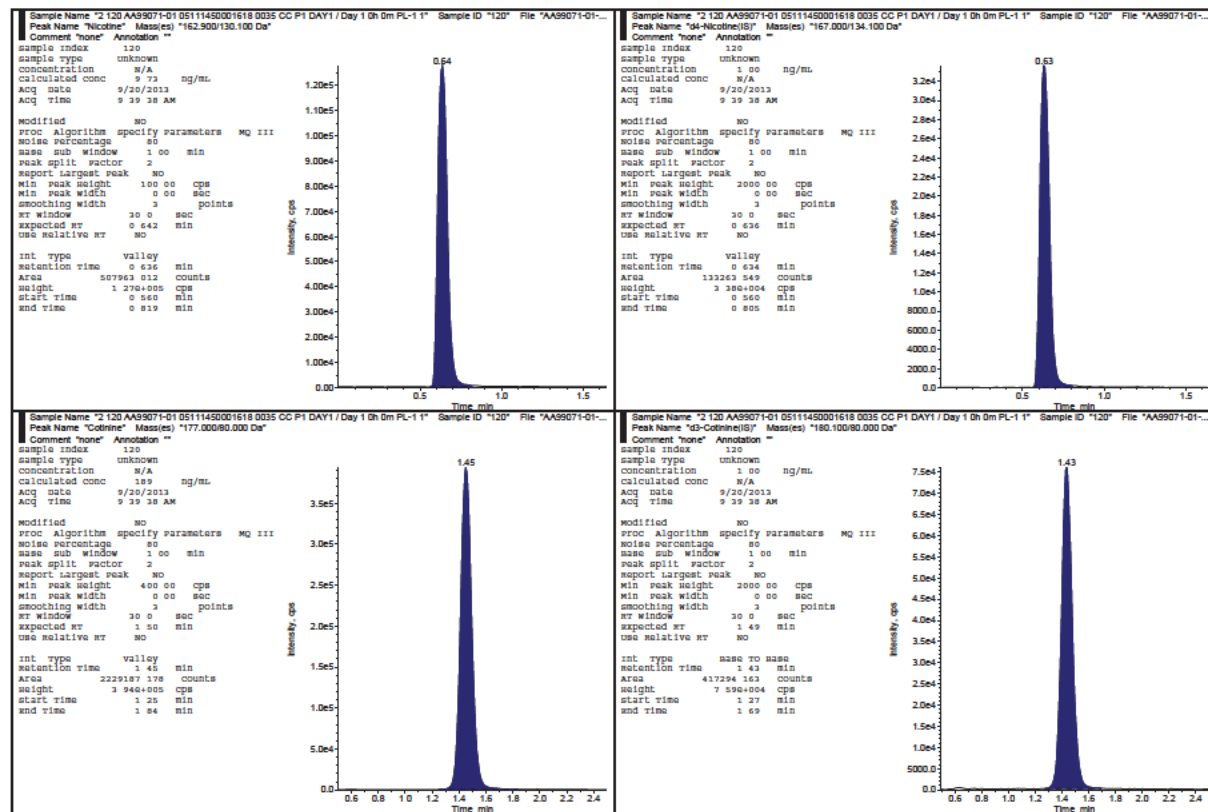 Sample Name "2 120 AA99071-01 05111450001618 0035 CC P1 DAY1 / Day 1 0h 0m PL-1 1" Sample ID "120" File "AA99071-01-...
Peak Name "Nicotine" Mass(es) "162.900/130.100 Da"
Comment "none" Annotation ""
Sample Index 120
Sample Type Unknown
Concentration N/A
Calculated Conc 9 73 ng/mL
Acq Date 9/20/2013
Acq Time 9 39 38 AM
Modified No
Proc Algorithm Specify Parameters MQ III
Noise Percentage 80
Base Sub Window 1 00 min
Peak Split Factor 2
Report Largest Peak No
Min Peak Height 100 00 cps
Min Peak Width 0 00 sec
Smoothing Width 3 points
RT Window 30 0 sec
Expected RT 0 642 min
Use Relative RT No
Int Type Valley
Retention Time 0 636 min
Area 507963 012 counts
Height 1 27e+005 cps
Start Time 0 560 min
End Time 0 819 min
0.64
Intensity, cps
1.20e5
1.00e5
9.00e4
8.00e4
7.00e4
6.00e4
5.00e4
4.00e4
3.00e4
2.00e4
1.00e4
0.00
0.5 1.0 1.5
Time min
Sample Name "2 120 AA99071-01 05111450001618 0035 CC P1 DAY1 / Day 1 0h 0m PL-1 1" Sample ID "120" File "AA99071-01-...
Peak Name "d4-Nicotine(IS)" Mass(es) "167.000/134.100 Da"
Comment "none" Annotation ""
Sample Index 120
Sample Type Unknown
Concentration 1 00 ng/mL
Calculated Conc N/A
Acq Date 9/20/2013
Acq Time 9 39 38 AM
Modified No
Proc Algorithm Specify Parameters MQ III
Noise Percentage 80
Base Sub Window 1 00 min
Peak Split Factor 2
Report Largest Peak No
Min Peak Height 2000 00 cps
Min Peak Width 0 00 sec
Smoothing Width 3 points
RT Window 30 0 sec
Expected RT 0 636 min
Use Relative RT No
Int Type Valley
Retention Time 0 634 min
Area 133263 549 counts
Height 3 38e+004 cps
Start Time 0 560 min
End Time 0 805 min
0.63
Intensity, cps
3.2e4
3.0e4
2.8e4
2.6e4
2.4e4
2.2e4
2.0e4
1.8e4
1.6e4
1.4e4
1.2e4
1.0e4
8000.0
6000.0
4000.0
2000.0
0.0
0.5 1.0 1.5
Time min
Sample Name "2 120 AA99071-01 05111450001618 0035 CC P1 DAY1 / Day 1 0h 0m PL-1 1" Sample ID "120" File "AA99071-01-...
Peak Name "Cotinine" Mass(es) "177.000/80.000 Da"
Comment "none" Annotation ""
Sample Index 120
Sample Type Unknown
Concentration N/A
Calculated Conc 189 ng/mL
Acq Date 9/20/2013
Acq Time 9 39 38 AM
Modified No
Proc Algorithm Specify Parameters MQ III
Noise Percentage 80
Base Sub Window 1 00 min
Peak Split Factor 2
Report Largest Peak No
Min Peak Height 400 00 cps
Min Peak Width 0 00 sec
Smoothing Width 3 points
RT Window 30 0 sec
Expected RT 1 50 min
Use Relative RT No
Int Type Valley
Retention Time 1 45 min
Area 2229187 178 counts
Height 3 94e+005 cps
Start Time 1 25 min
End Time 1 84 min
1.45
Intensity, cps
3.5e5
3.0e5
2.5e5
2.0e5
1.5e5
1.0e5
5.0e4
0.0
0.6 0.8 1.0 1.2 1.4 1.6 1.8 2.0 2.2 2.4
Time min
Sample Name "2 120 AA99071-01 05111450001618 0035 CC P1 DAY1 / Day 1 0h 0m PL-1 1" Sample ID "120" File "AA99071-01-...
Peak Name "d3-Cotinine(IS)" Mass(es) "180.100/80.000 Da"
Comment "none" Annotation ""
Sample Index 120
Sample Type Unknown
Concentration 1 00 ng/mL
Calculated Conc N/A
Acq Date 9/20/2013
Acq Time 9 39 38 AM
Modified No
Proc Algorithm Specify Parameters MQ III
Noise Percentage 80
Base Sub Window 1 00 min
Peak Split Factor 2
Report Largest Peak No
Min Peak Height 2000 00 cps
Min Peak Width 0 00 sec
Smoothing Width 3 points
RT Window 30 0 sec
Expected RT 1 49 min
Use Relative RT No
Int Type Base To Base
Retention Time 1 43 min
Area 417294 163 counts
Height 7 59e+004 cps
Start Time 1 27 min
End Time 1 69 min
1.43
Intensity, cps
7.5e4
7.0e4
6.5e4
6.0e4
5.5e4
5.0e4
4.5e4
4.0e4
3.5e4
3.0e4
2.5e4
2.0e4
1.5e4
1.0e4
5000.0
0.0
0.6 0.8 1.0 1.2 1.4 1.6 1.8 2.0 2.2 2.4
Time min